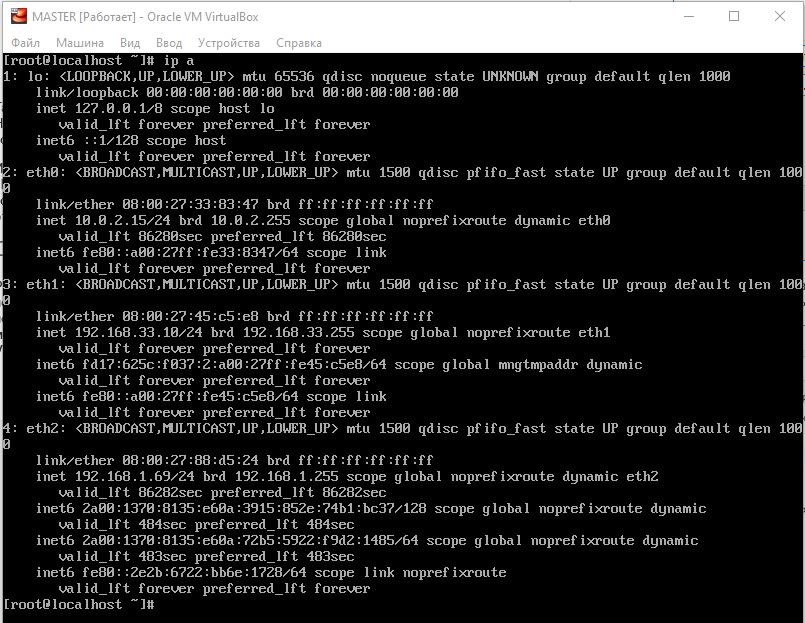 MASTER [Работает] - Oracle VM VirtualBox
Файл Машина Вид Ввод Устройства Справка
[root@localhost ~]# ip a
1: lo: <LOOPBACK,UP,LOWER_UP> mtu 65536 qdisc noqueue state UNKNOWN group default qlen 1000
    link/loopback 00:00:00:00:00:00 brd 00:00:00:00:00:00
    inet 127.0.0.1/8 scope host lo
       valid_lft forever preferred_lft forever
    inet6 ::1/128 scope host
       valid_lft forever preferred_lft forever
2: eth0: <BROADCAST,MULTICAST,UP,LOWER_UP> mtu 1500 qdisc pfifo_fast state UP group default qlen 100
0
    link/ether 08:00:27:33:83:47 brd ff:ff:ff:ff:ff:ff
    inet 10.0.2.15/24 brd 10.0.2.255 scope global noprefixroute dynamic eth0
       valid_lft 86280sec preferred_lft 86280sec
    inet6 fe80::a00:27ff:fe33:8347/64 scope link
       valid_lft forever preferred_lft forever
3: eth1: <BROADCAST,MULTICAST,UP,LOWER_UP> mtu 1500 qdisc pfifo_fast state UP group default qlen 100
0
    link/ether 08:00:27:45:c5:e8 brd ff:ff:ff:ff:ff:ff
    inet 192.168.33.10/24 brd 192.168.33.255 scope global noprefixroute eth1
       valid_lft forever preferred_lft forever
    inet6 fd17:625c:f037:2:a00:27ff:fe45:c5e8/64 scope global mngtmpaddr dynamic
       valid_lft forever preferred_lft forever
    inet6 fe80::a00:27ff:fe45:c5e8/64 scope link
       valid_lft forever preferred_lft forever
4: eth2: <BROADCAST,MULTICAST,UP,LOWER_UP> mtu 1500 qdisc pfifo_fast state UP group default qlen 100
0
    link/ether 08:00:27:88:d5:24 brd ff:ff:ff:ff:ff:ff
    inet 192.168.1.69/24 brd 192.168.1.255 scope global noprefixroute dynamic eth2
       valid_lft 86282sec preferred_lft 86282sec
    inet6 2a00:1370:8135:e60a:3915:852e:74b1:bc37/128 scope global noprefixroute dynamic
       valid_lft 484sec preferred_lft 484sec
    inet6 2a00:1370:8135:e60a:72b5:5922:f9d2:1485/64 scope global noprefixroute dynamic
       valid_lft 483sec preferred_lft 483sec
    inet6 fe80::2e2b:6722:bb6e:1728/64 scope link noprefixroute
       valid_lft forever preferred_lft forever
[root@localhost ~]#